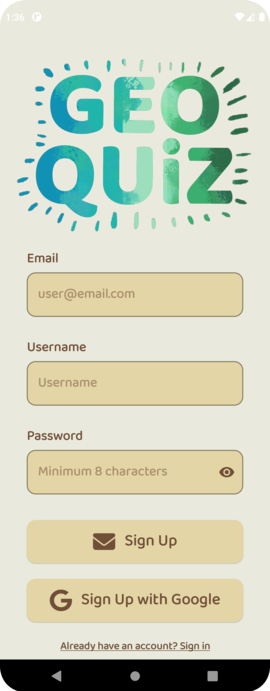 1:36
GEO
QUiZ
Email
user@email.com
Username
Username
Password
Minimum 8 characters
Sign Up
G Sign Up with Google
Already have an account? Sign in